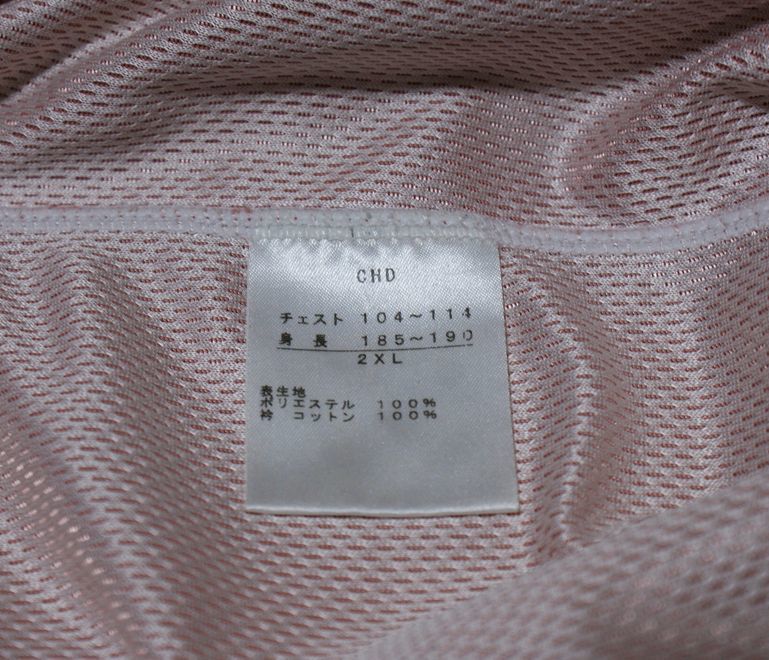 CHD
チェスト 104～114
身長 185～190
2XL
表生地
ポリエステル 100%
衿 コットン 100%